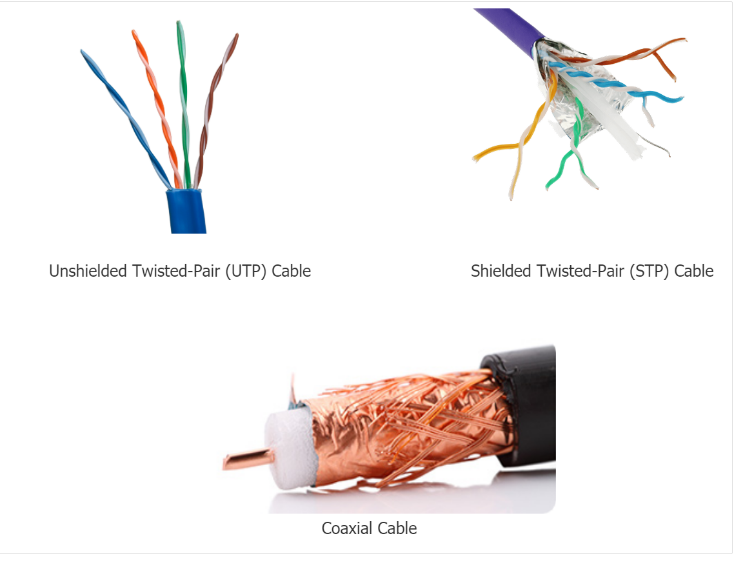 Unshielded Twisted-Pair (UTP) Cable
Shielded Twisted-Pair (STP) Cable
Coaxial Cable